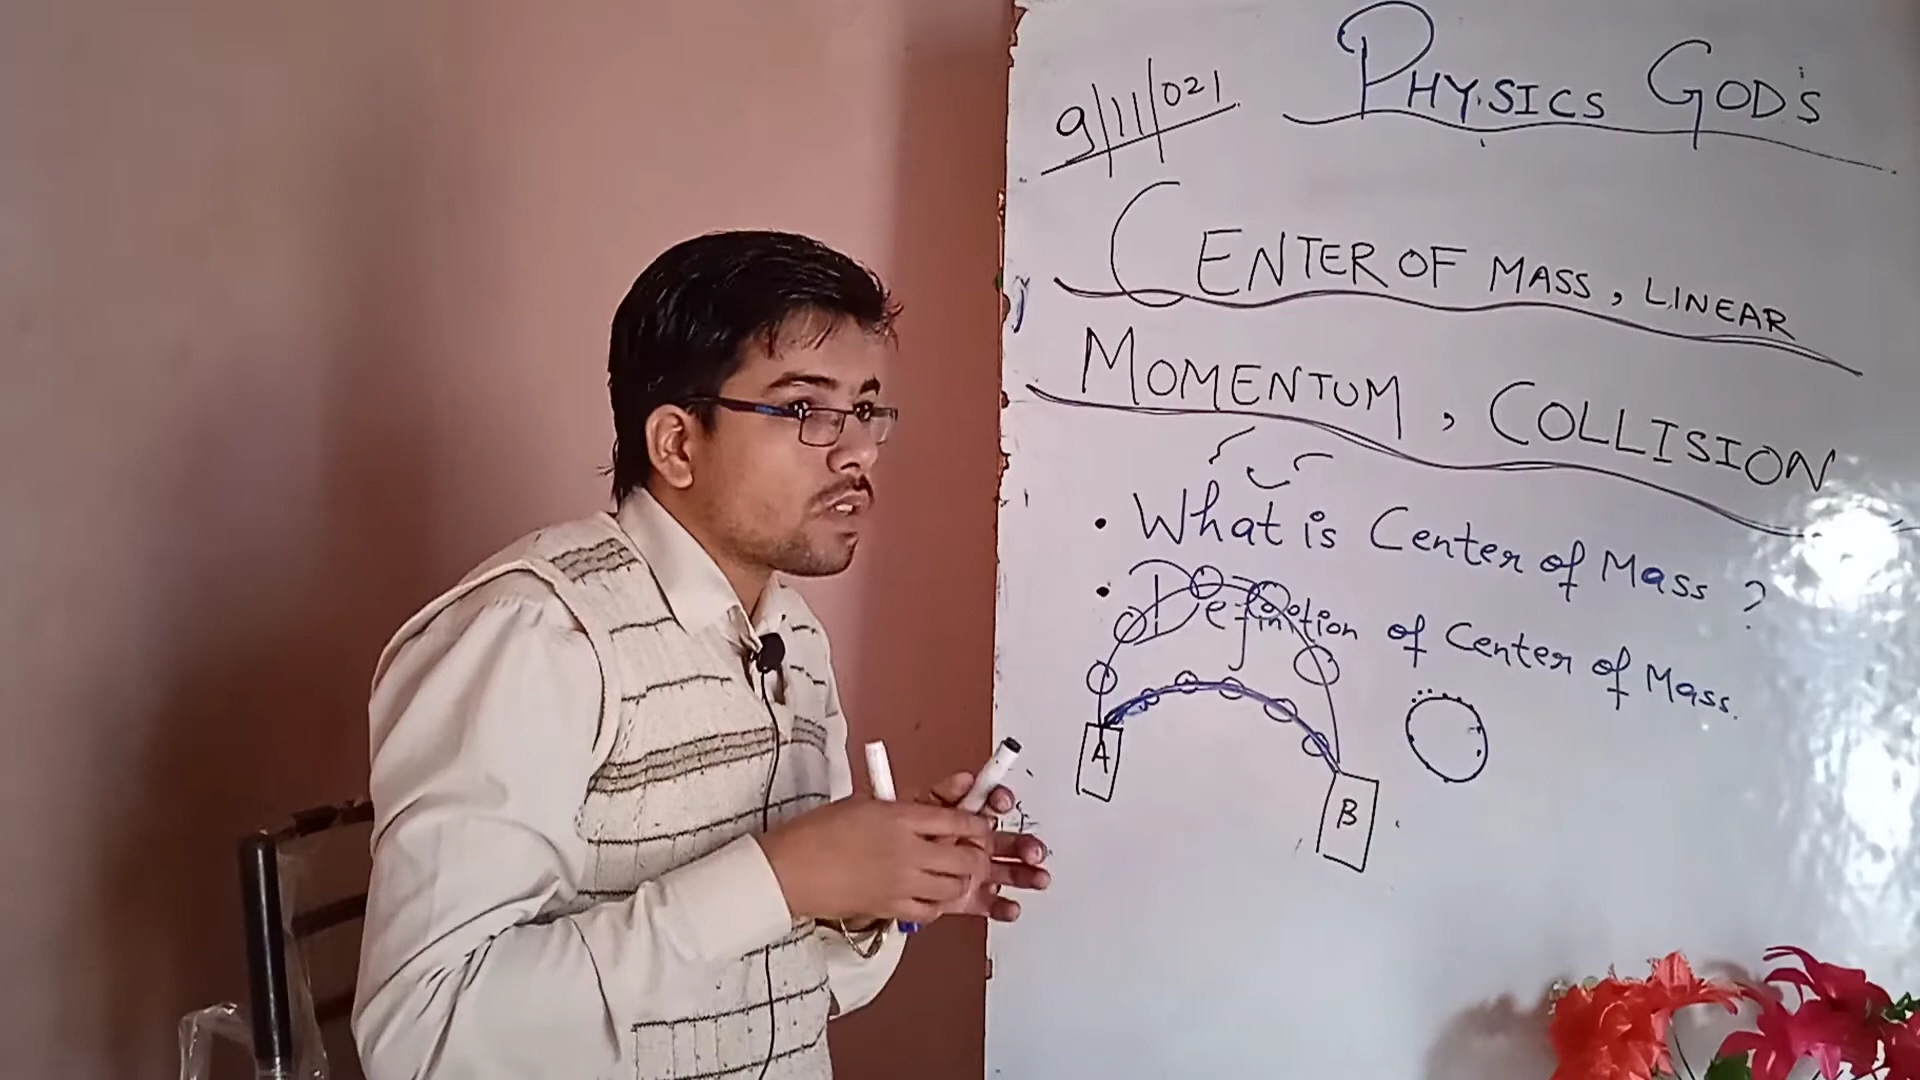 PHYSICS GOD'S
9/11/021
CENTER OF MASS, LINEAR
MOMENTUM, COLLISION
• What is Center of Mass ?
• Definition of Center of Mass.
A
B